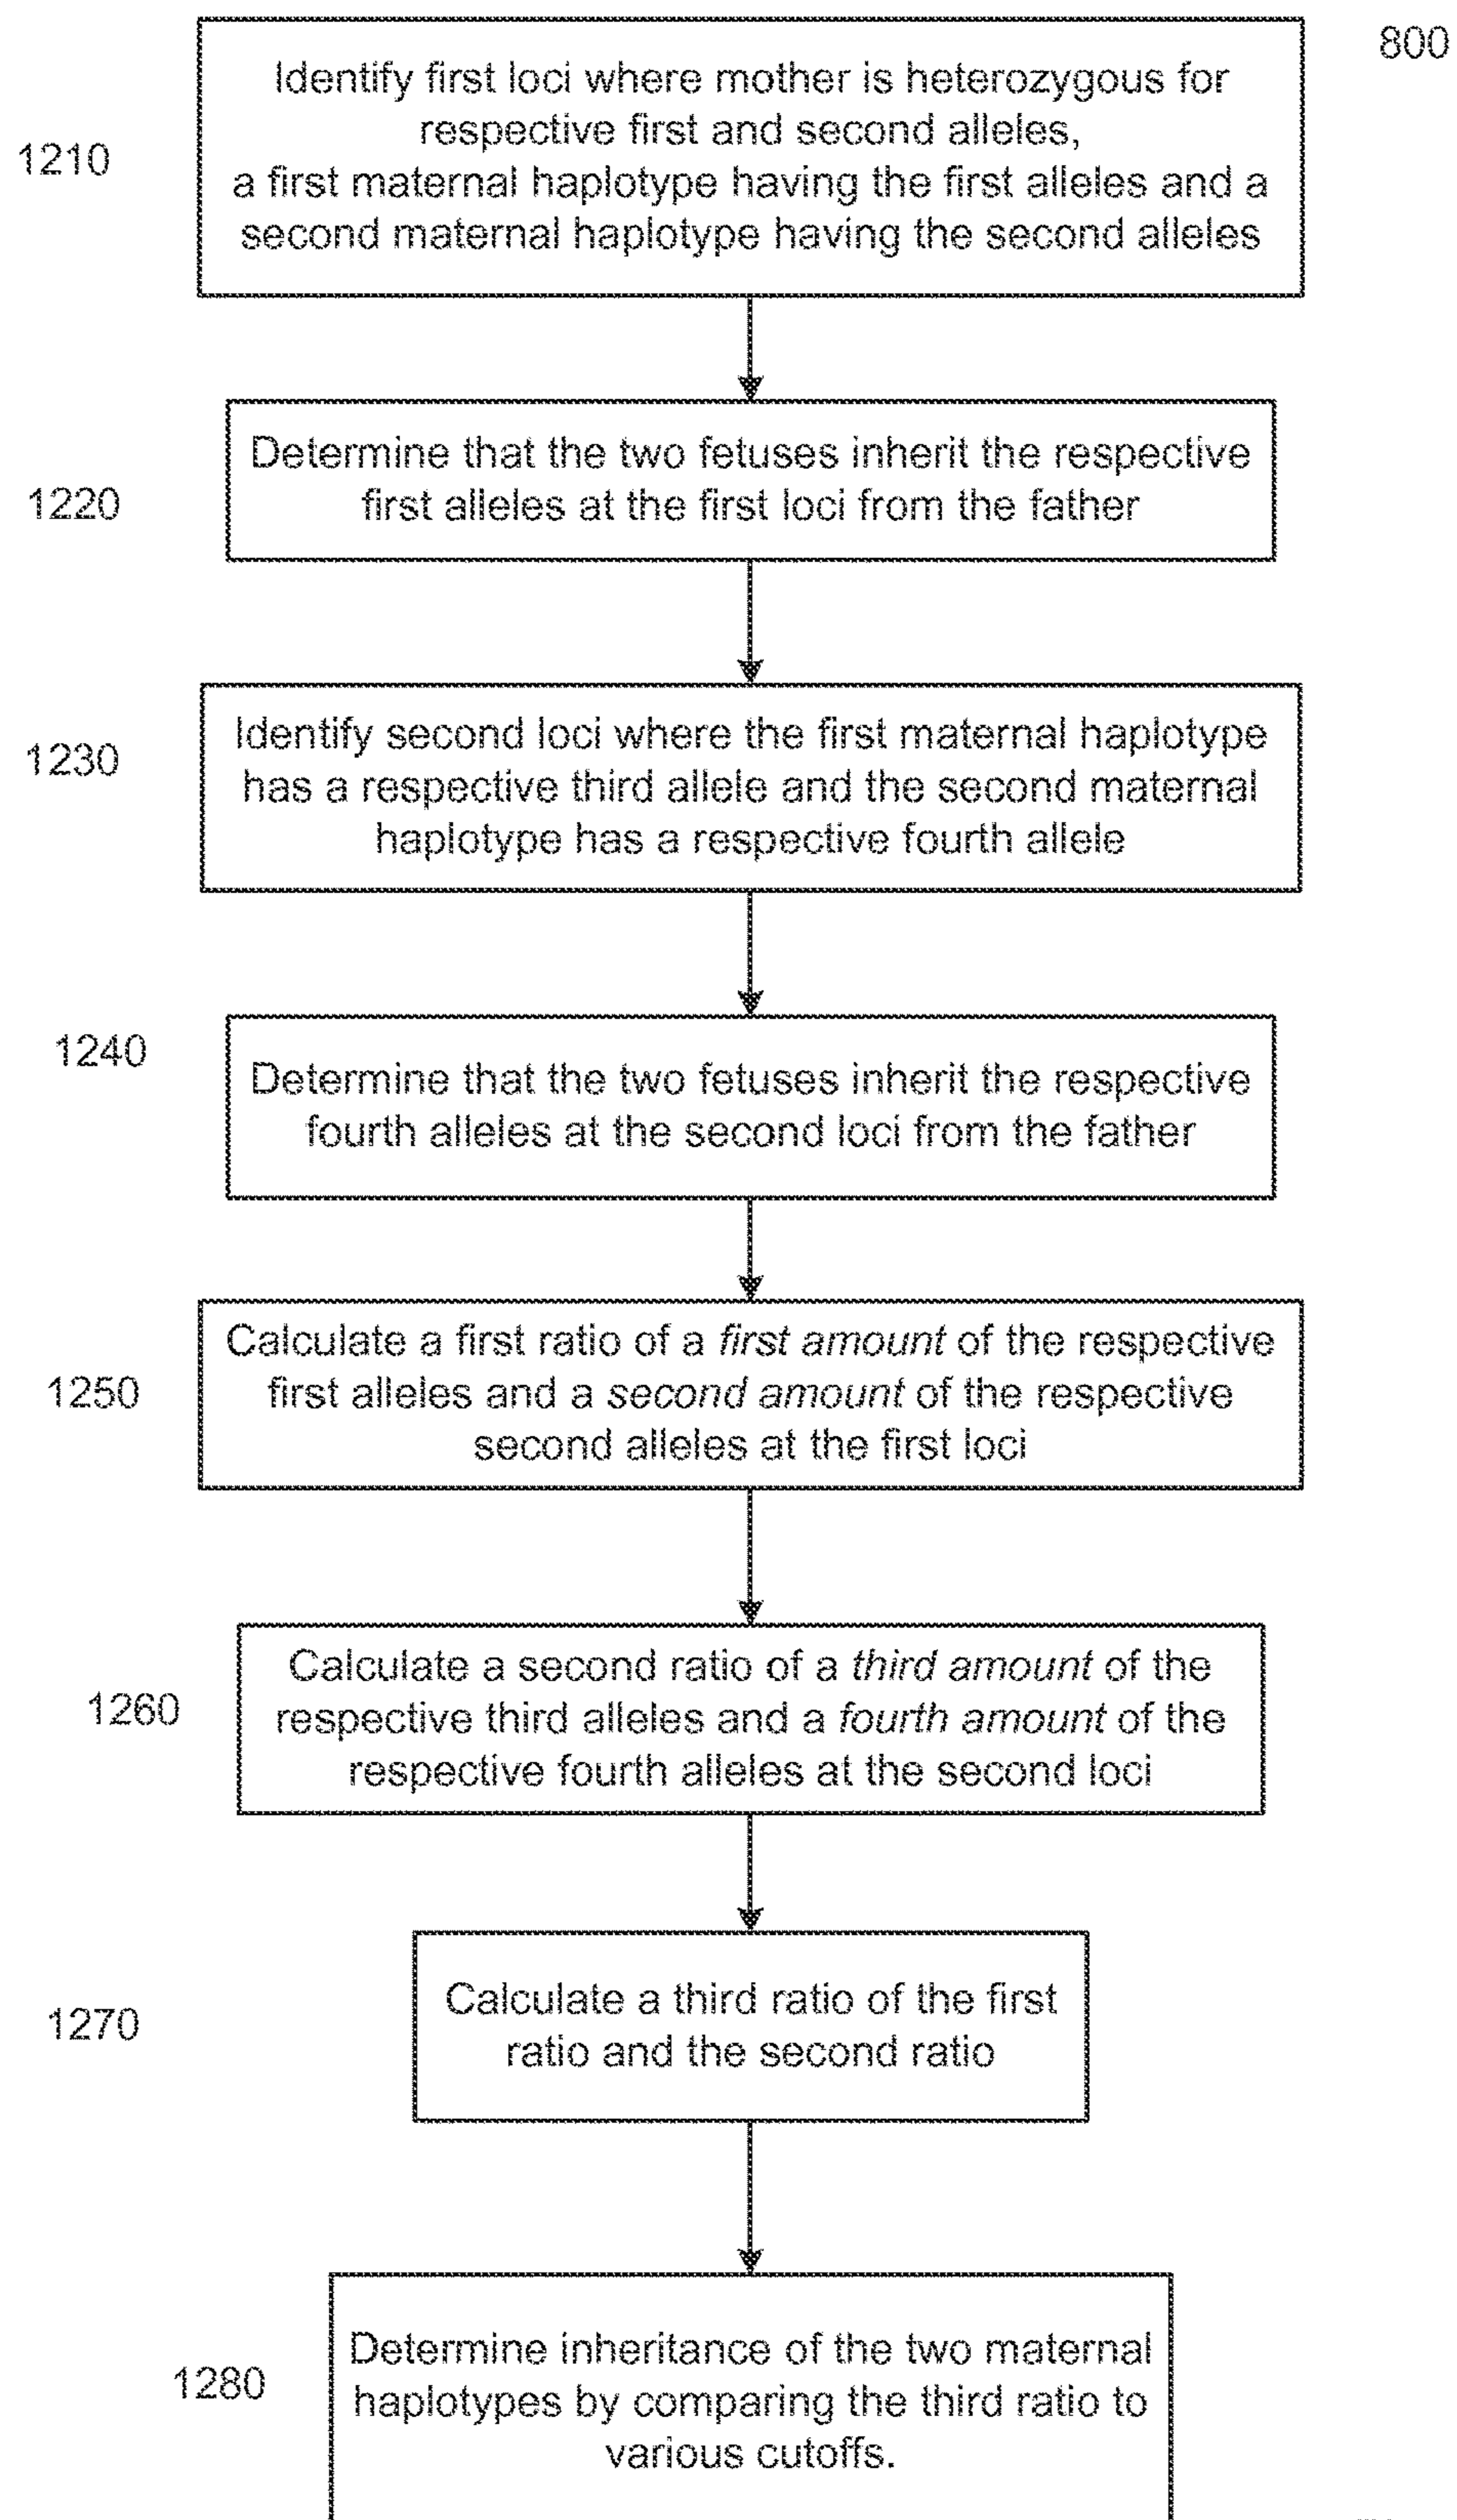 800
1210
Identify first loci where mother is heterozygous for
respective first and second alleles,
a first maternal haplotype having the first alleles and a
second maternal haplotype having the second alleles
1220
Determine that the two fetuses inherit the respective
first alleles at the first loci from the father
1230
Identify second loci where the first maternal haplotype
has a respective third allele and the second maternal
haplotype has a respective fourth allele
1240
Determine that the two fetuses inherit the respective
fourth alleles at the second loci from the father
1250
Calculate a first ratio of a first amount of the respective
first alleles and a second amount of the respective
second alleles at the first loci
1260
Calculate a second ratio of a third amount of the
respective third alleles and a fourth amount of the
respective fourth alleles at the second loci
1270
Calculate a third ratio of the first
ratio and the second ratio
1280
Determine inheritance of the two maternal
haplotypes by comparing the third ratio to
various cutoffs.